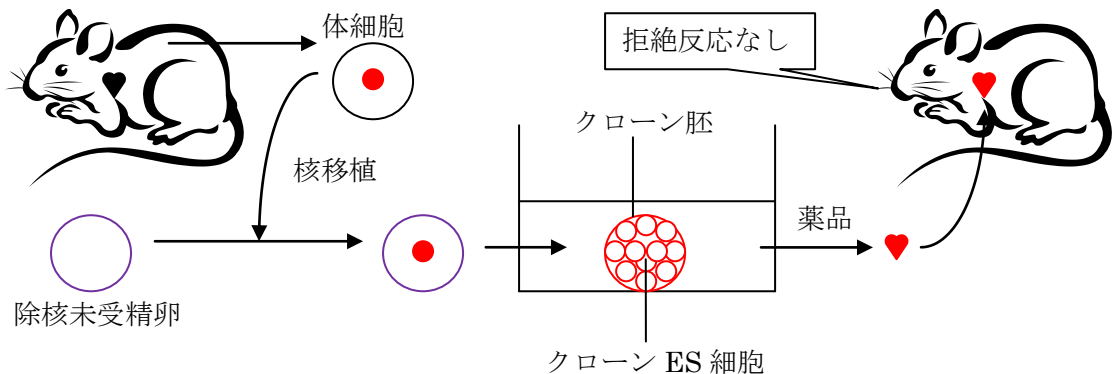 体細胞
拒絶反応なし
クローン胚
核移植
薬品
除核未受精卵
クローン ES 細胞